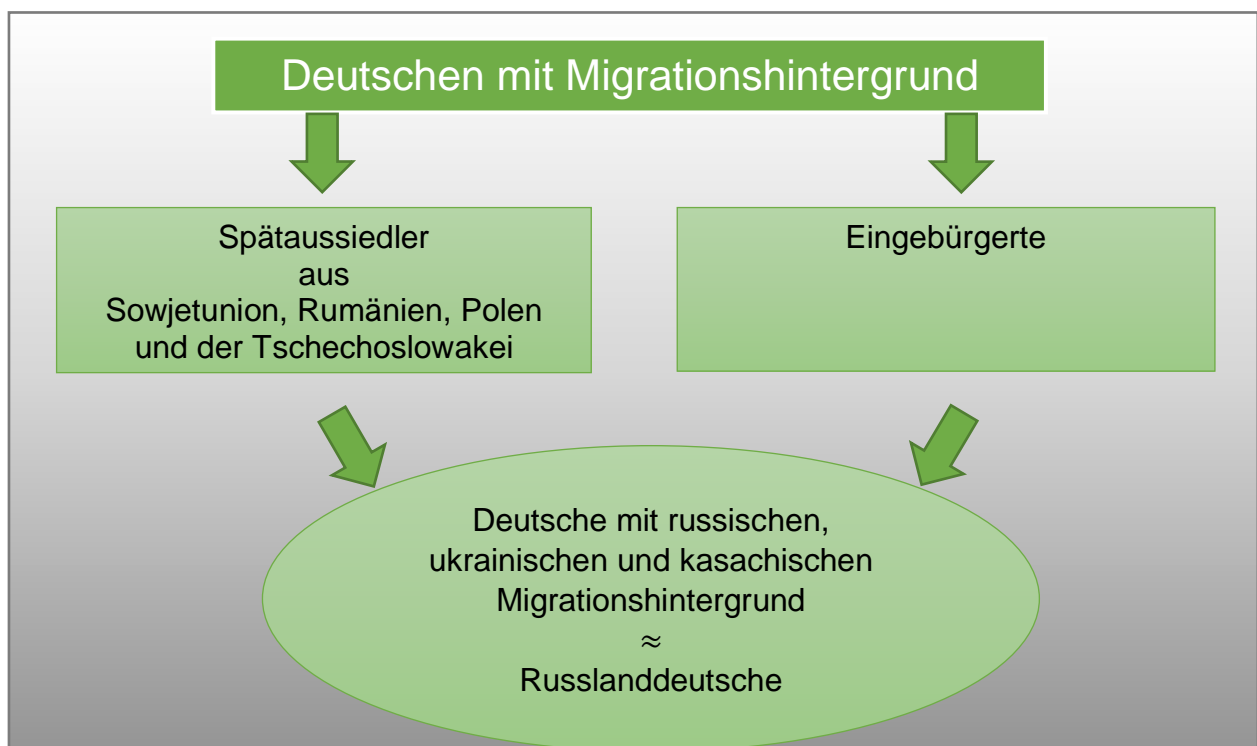 Deutschen mit Migrationshintergrund
Spätaussiedler
aus
Sowjetunion, Rumänien, Polen
und der Tschechoslowakei
Eingebürgerte
Deutsche mit russischen,
ukrainischen und kasachischen
Migrationshintergrund
≈
Russlanddeutsche